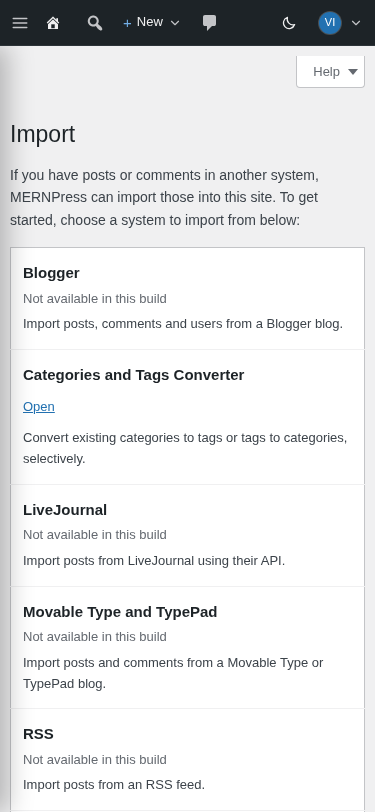 + New
VI
Help
Import
If you have posts or comments in another system,
MERNPress can import those into this site. To get
started, choose a system to import from below:
Blogger
Not available in this build
Import posts, comments and users from a Blogger blog.
Categories and Tags Converter
Open
Convert existing categories to tags or tags to categories,
selectively.
LiveJournal
Not available in this build
Import posts from LiveJournal using their API.
Movable Type and TypePad
Not available in this build
Import posts and comments from a Movable Type or
TypePad blog.
RSS
Not available in this build
Import posts from an RSS feed.